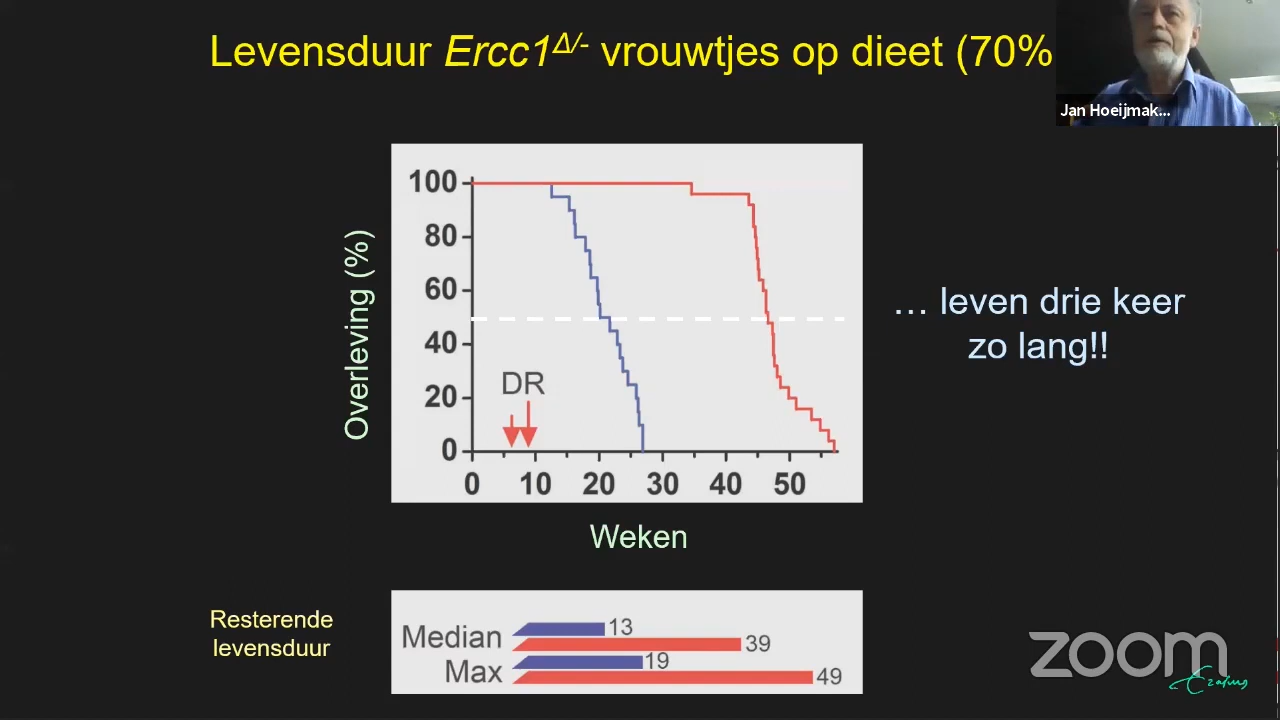 Levensduur Ercc1Δ/- vrouwtjes op dieet (70%
Jan Hoeijmak...
100
80
60
40
20
0
Overleving (%)
DR
0 10 20 30 40 50
Weken
... leven drie keer
zo lang!!
Resterende
levensduur
Median 13
39
Max 19
49
zoom
Erasmus